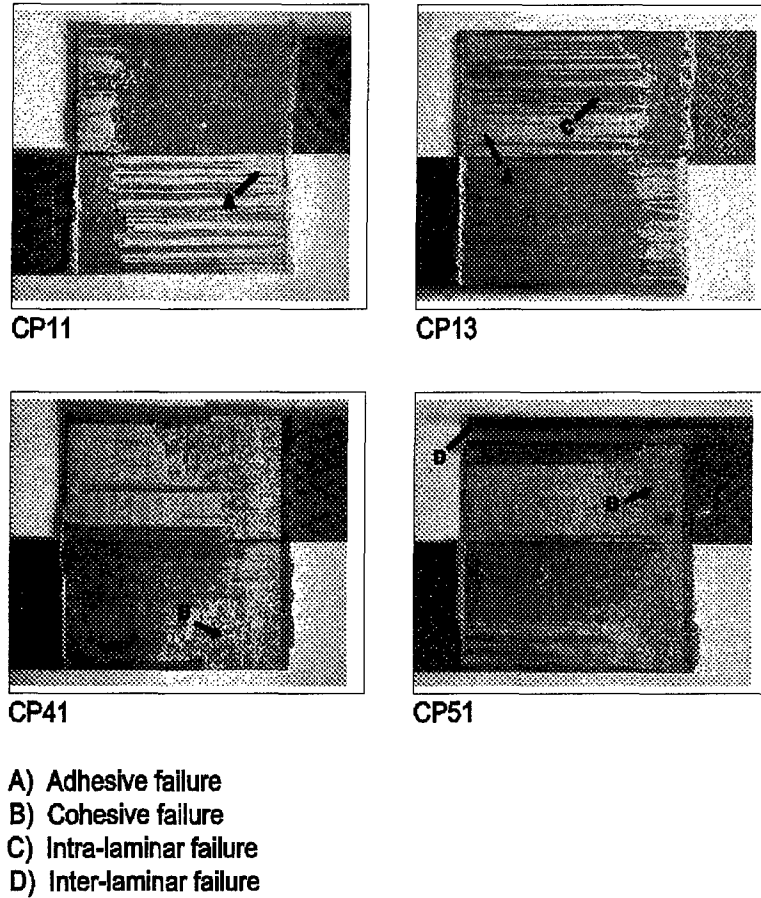 CP11
C
CP13
B
CP41
D
B
CP51
A) Adhesive failure
B) Cohesive failure
C) Intra-laminar failure
D) Inter-laminar failure